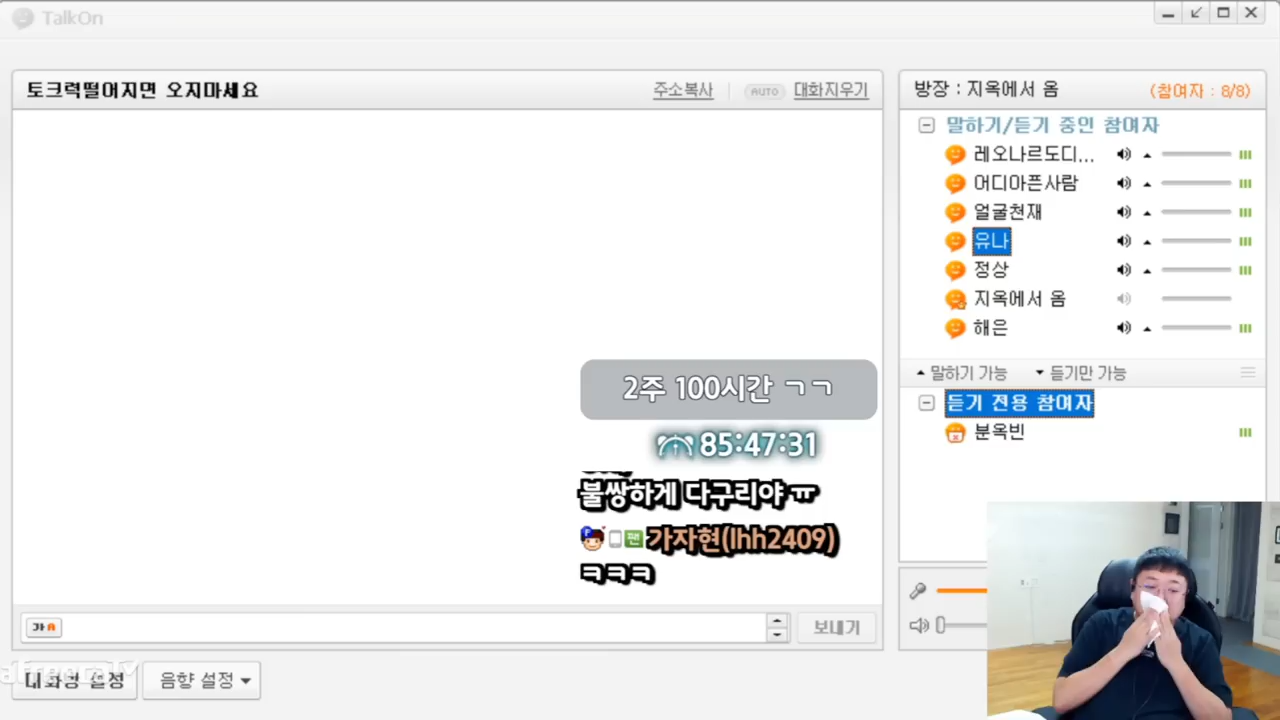 TalkOn
토크력떨어지면 오지마세요
주소복사
AUTO
대화지우기
방장 : 지옥에서 옴
(참여자 : 8/8)
말하기/듣기 중인 참여자
레오나르도디...
어디아픈사람
얼굴천재
유나
정상
지옥에서 옴
해은
말하기 가능
듣기만 가능
듣기 전용 참여자
분옥빈
2주 100시간 ㄱㄱ
85:47:31
불쌍하게 다구리야 ㅠ
팬 가자현(lhh2409)
ㅋㅋㅋ
가A
보내기
afreecaTV
대화방 설정
음향 설정